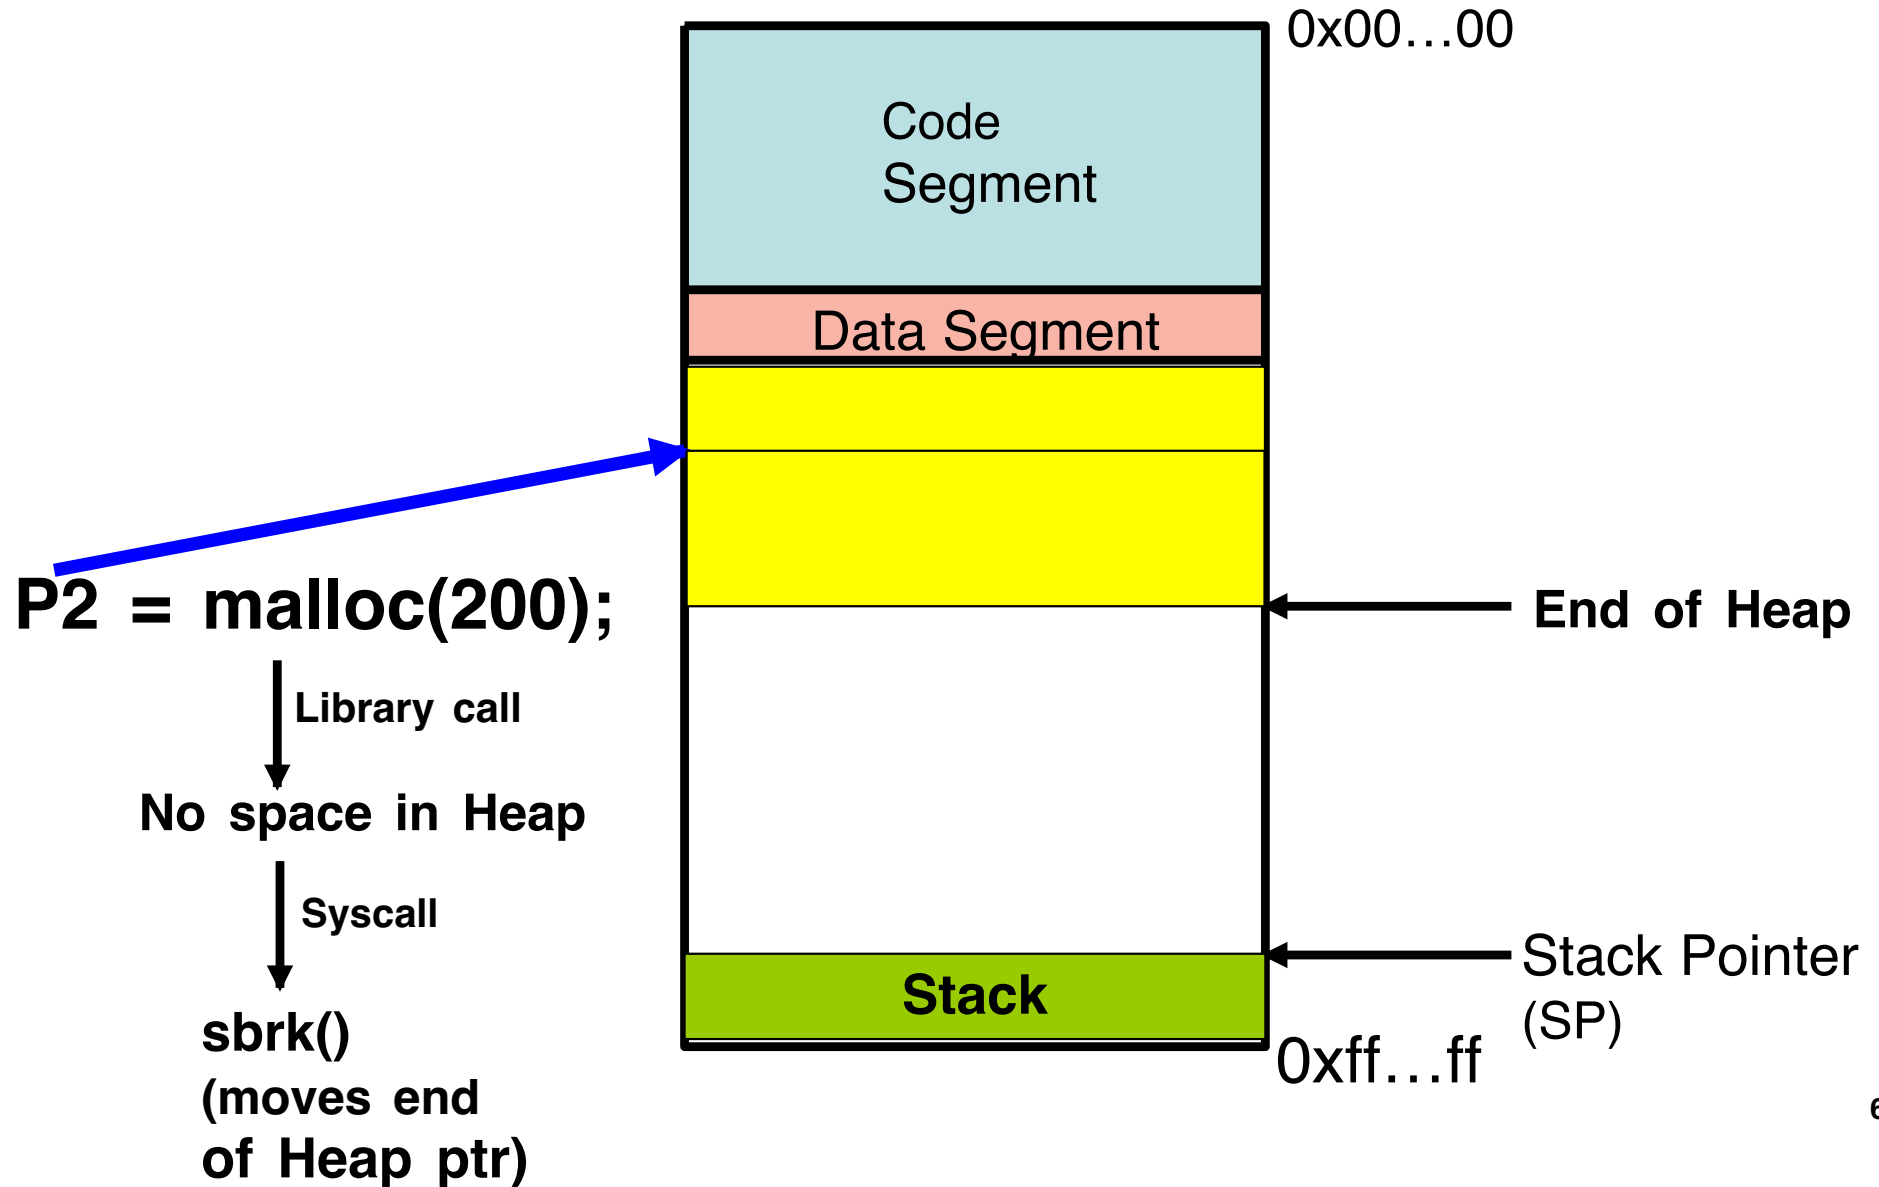 0x00…00
Code
Segment
Data Segment
P2 = malloc(200);
End of Heap
Library call
No space in Heap
Syscall
Stack Pointer
(SP)
Stack
sbrk()
0xff…ff
(moves end
of Heap ptr)
6